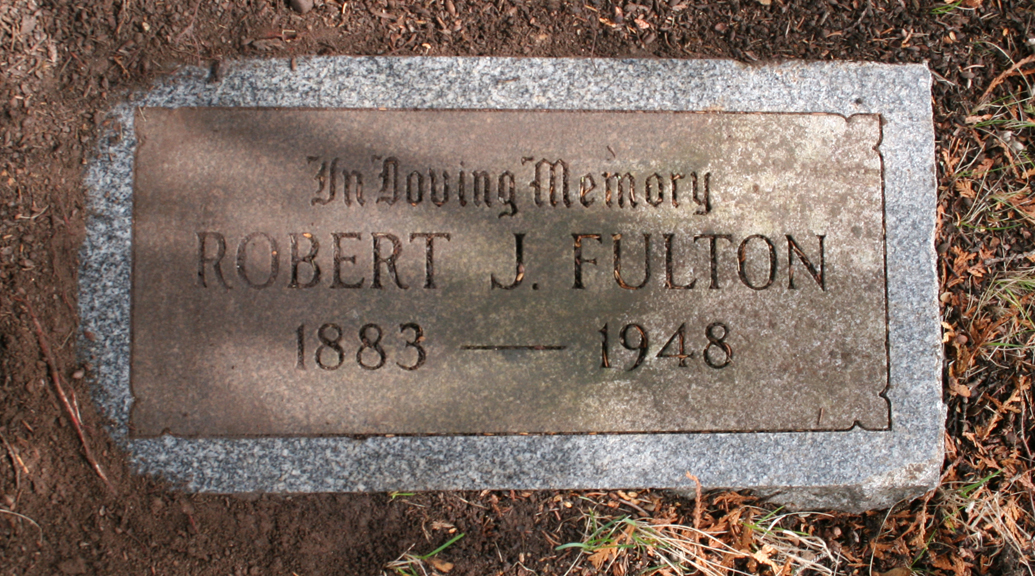 In Loving Memory
ROBERT J. FULTON
1883 — 1948